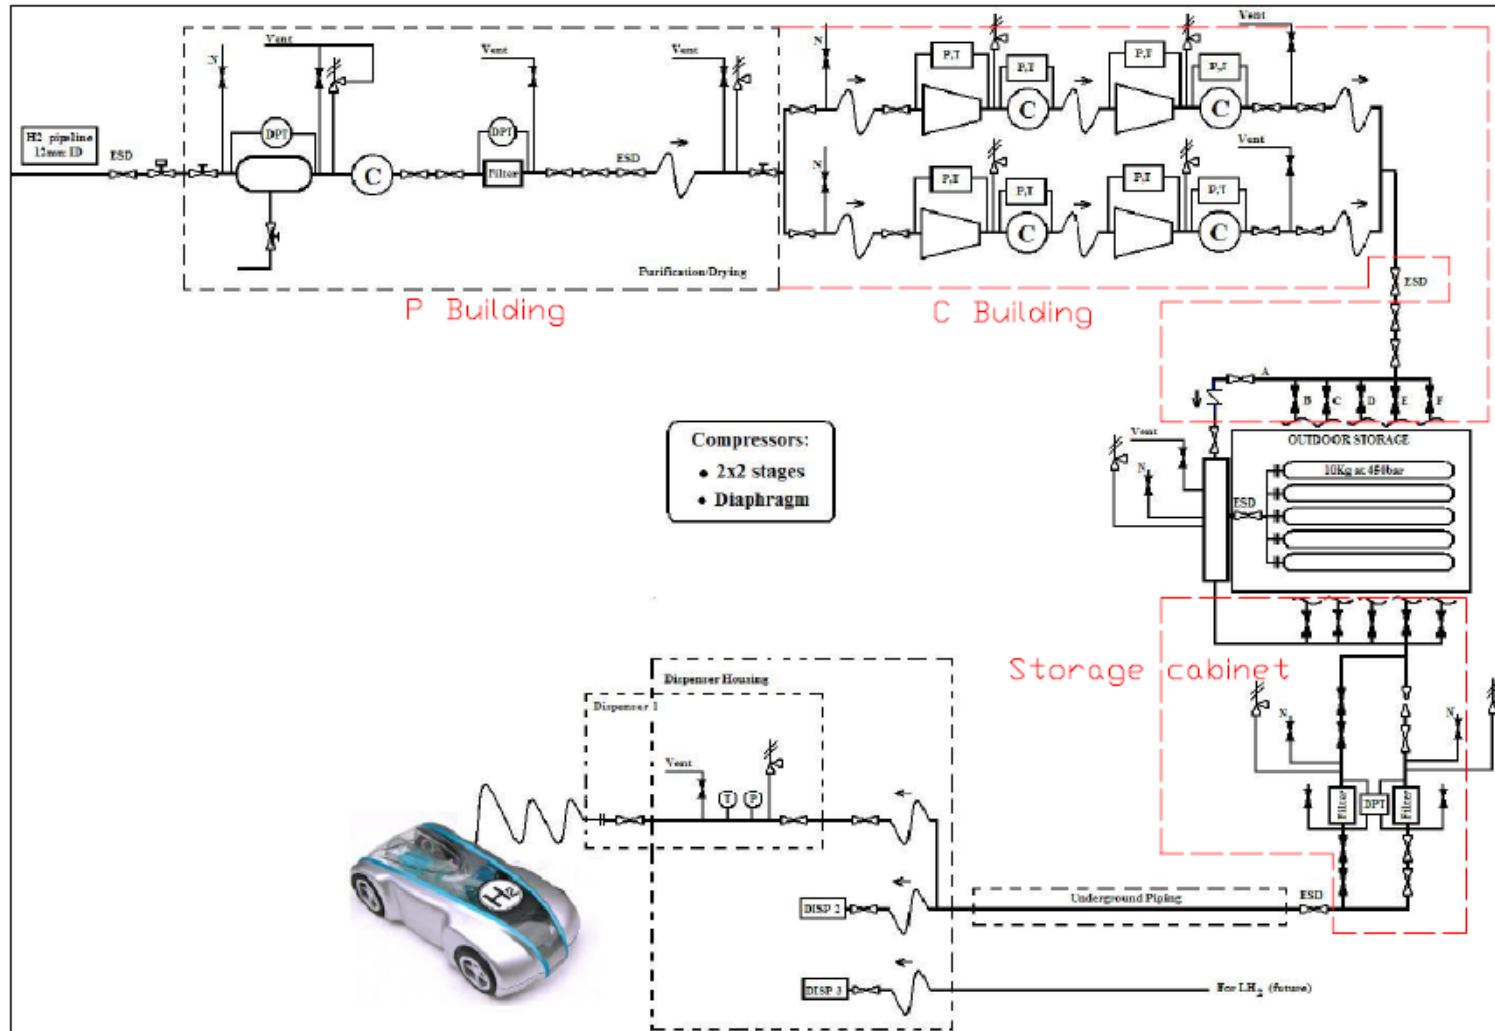 Vent
Vent
Vent
Vent
N
N
P,T
P,T
P,T
P,T
H2 pipeline
12mm ID
ESD
DPT
DPT
C
Filter
ESD
C
C
Vent
N
P,T
P,T
P,T
P,T
C
C
Purification/Drying
P Building
C Building
ESD
A
B
C
D
E
F
Compressors:
• 2x2 stages
• Diaphragm
Vent
N
ESD
OUTDOOR STORAGE
10Kg at 450bar
Storage cabinet
Dispenser Housing
Dispenser 1
Vent
T
P
N
N
Filter
DPT
Filter
H2
DISP 2
Underground Piping
ESD
DISP 3
For LH2 (future)